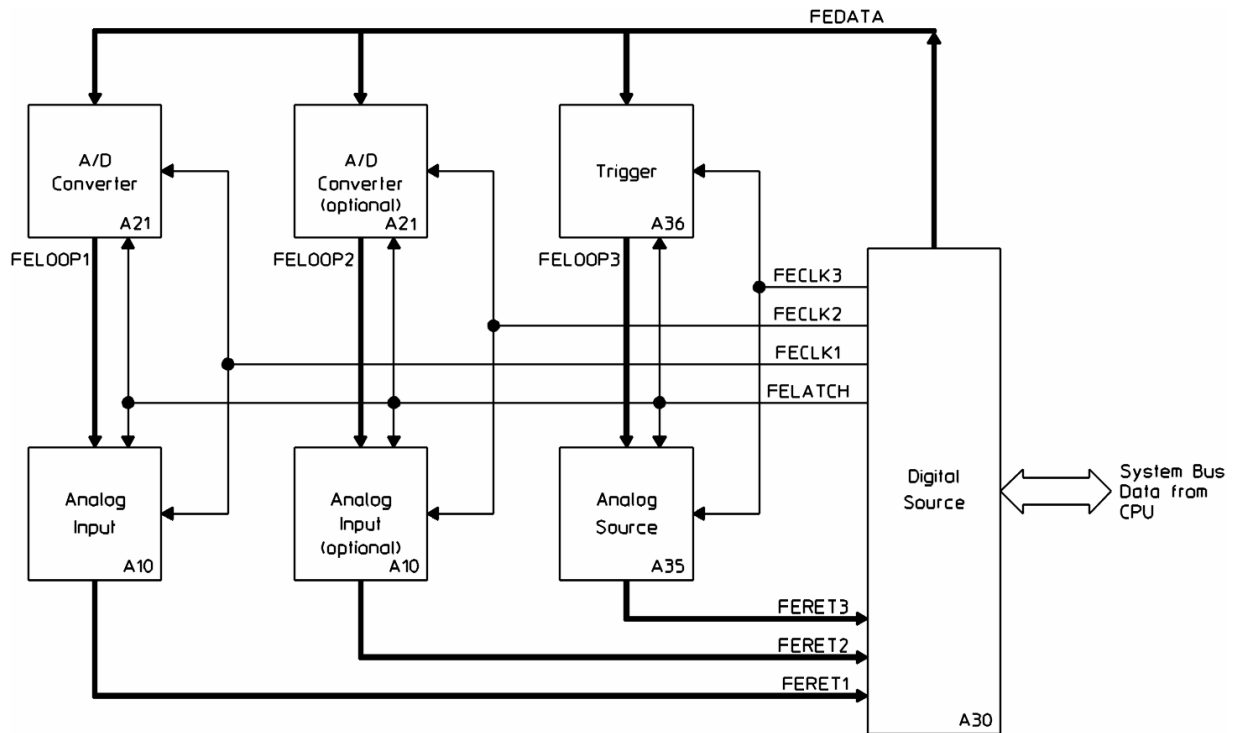 FEDATA
A/D
Converter
A21
A/D
Converter
(optional)
A21
Trigger
A36
FELOOP1
FELOOP2
FELOOP3
FECLK3
FECLK2
FECLK1
FELATCH
Analog
Input
A10
Analog
Input
(optional)
A10
Analog
Source
A35
Digital
Source
A30
System Bus
Data from
CPU
FERET3
FERET2
FERET1